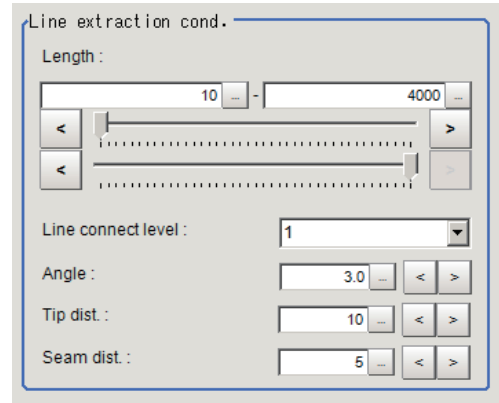 Line extraction cond.
Length :
10 ... - 4000 ...
< >
< >
Line connect level : 1
Angle : 3.0 ... < >
Tip dist. : 10 ... < >
Seam dist. : 5 ... < >